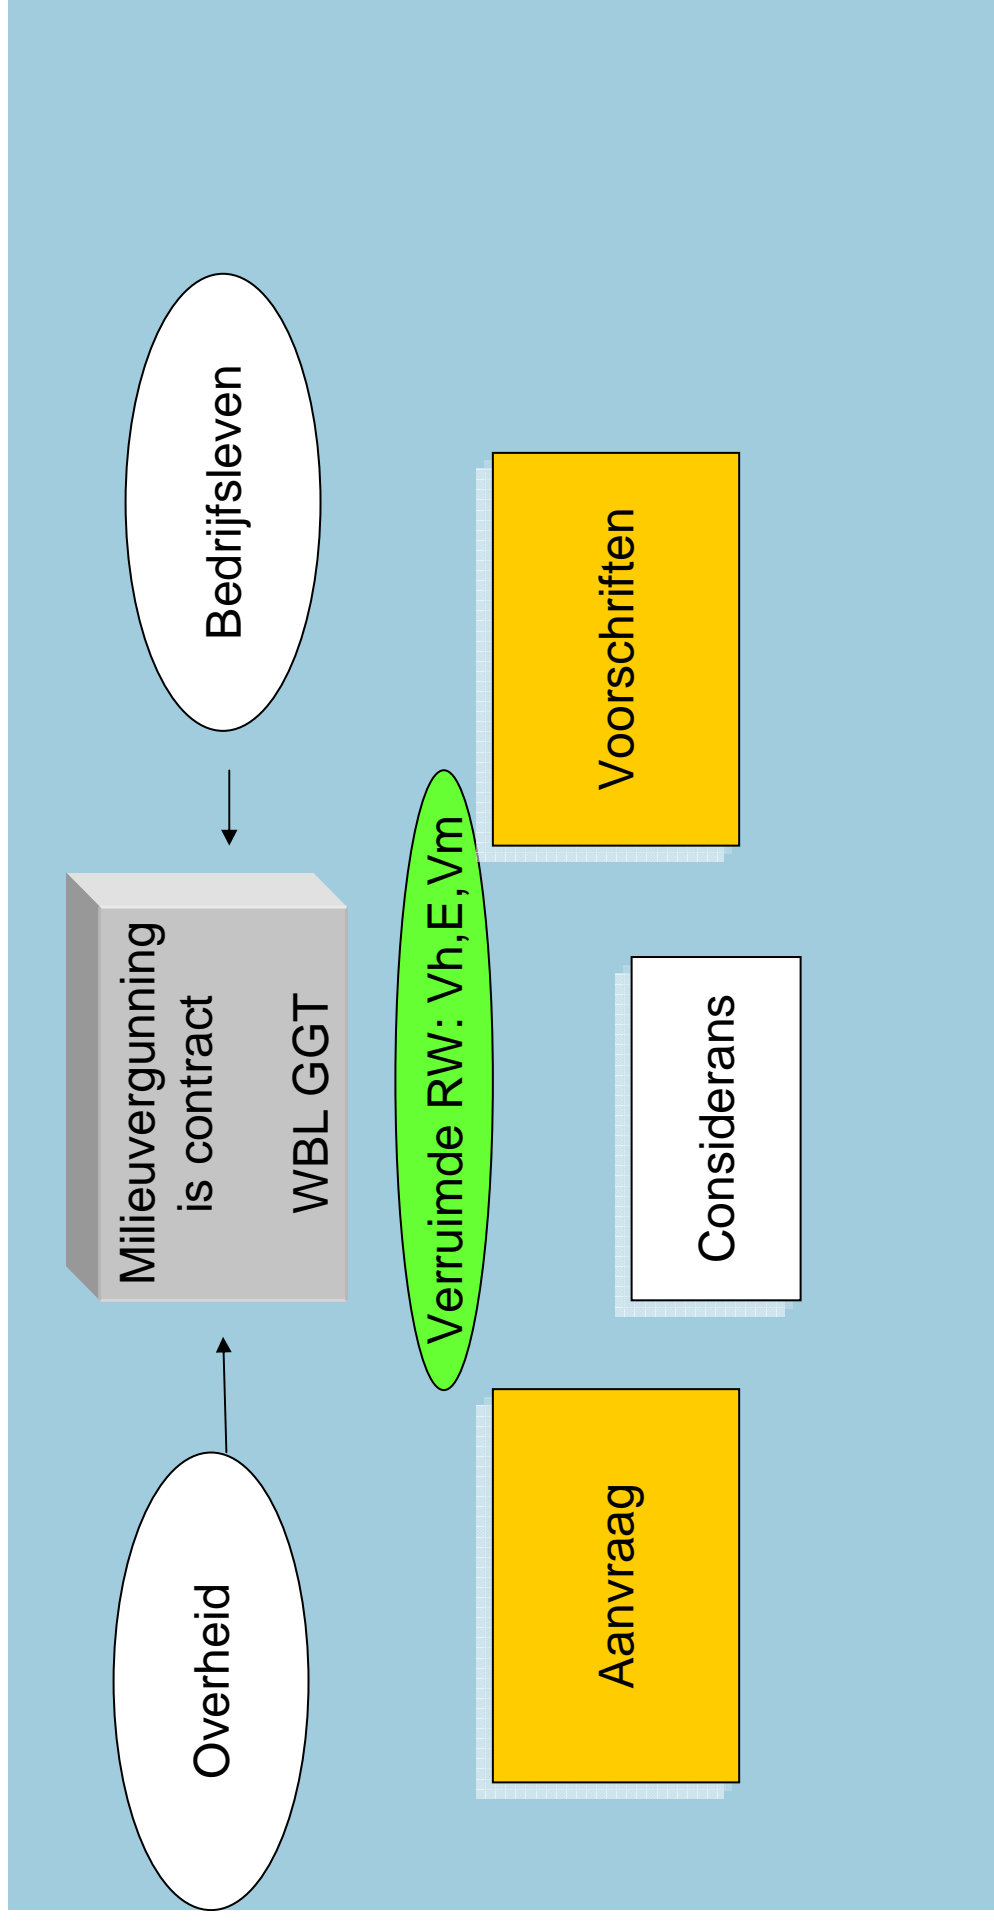 Overheid
Milieuvergunning
is contract
WBL GGT
Bedrijfsleven
Verruimde RW: Vh,E,Vm
Aanvraag
Considerans
Voorschriften